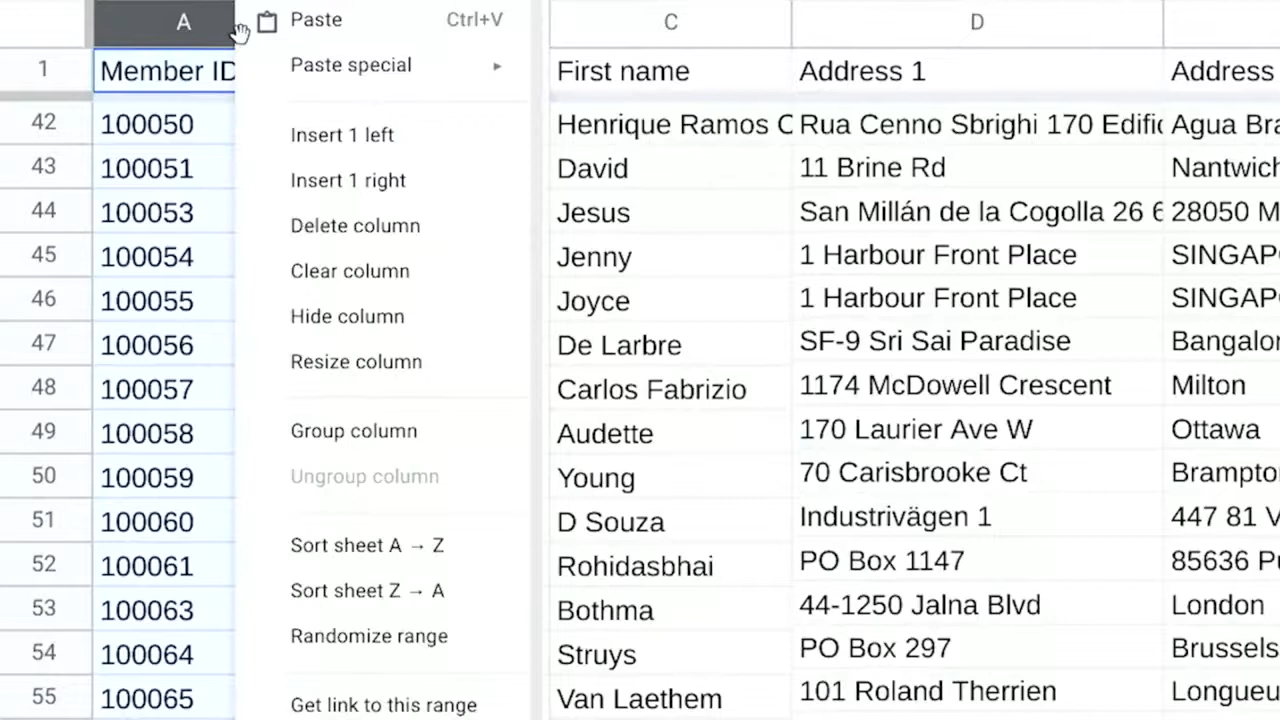 A Paste Ctrl+V C D
1 Member ID Paste special First name Address 1 Address
42 100050 Henrique Ramos C Rua Cenno Sbrighi 170 Edific Agua Bra
Insert 1 left
43 100051 Insert 1 right David 11 Brine Rd Nantwich
44 100053 Delete column Jesus San Millán de la Cogolla 26 6 28050 M
45 100054 Clear column Jenny 1 Harbour Front Place SINGAP
46 100055 Hide column Joyce 1 Harbour Front Place SINGAP
47 100056 Resize column De Larbre SF-9 Sri Sai Paradise Bangalor
48 100057 Carlos Fabrizio 1174 McDowell Crescent Milton
49 100058 Group column Audette 170 Laurier Ave W Ottawa
50 100059 Ungroup column Young 70 Carisbrooke Ct Brampto
51 100060 D Souza Industrivägen 1 447 81 V
Sort sheet A → Z
52 100061 Rohidasbhai PO Box 1147 85636 Pu
Sort sheet Z → A
53 100063 Bothma 44-1250 Jalna Blvd London
Randomize range
54 100064 Struys PO Box 297 Brussels
55 100065 Get link to this range Van Laethem 101 Roland Therrien Longueu